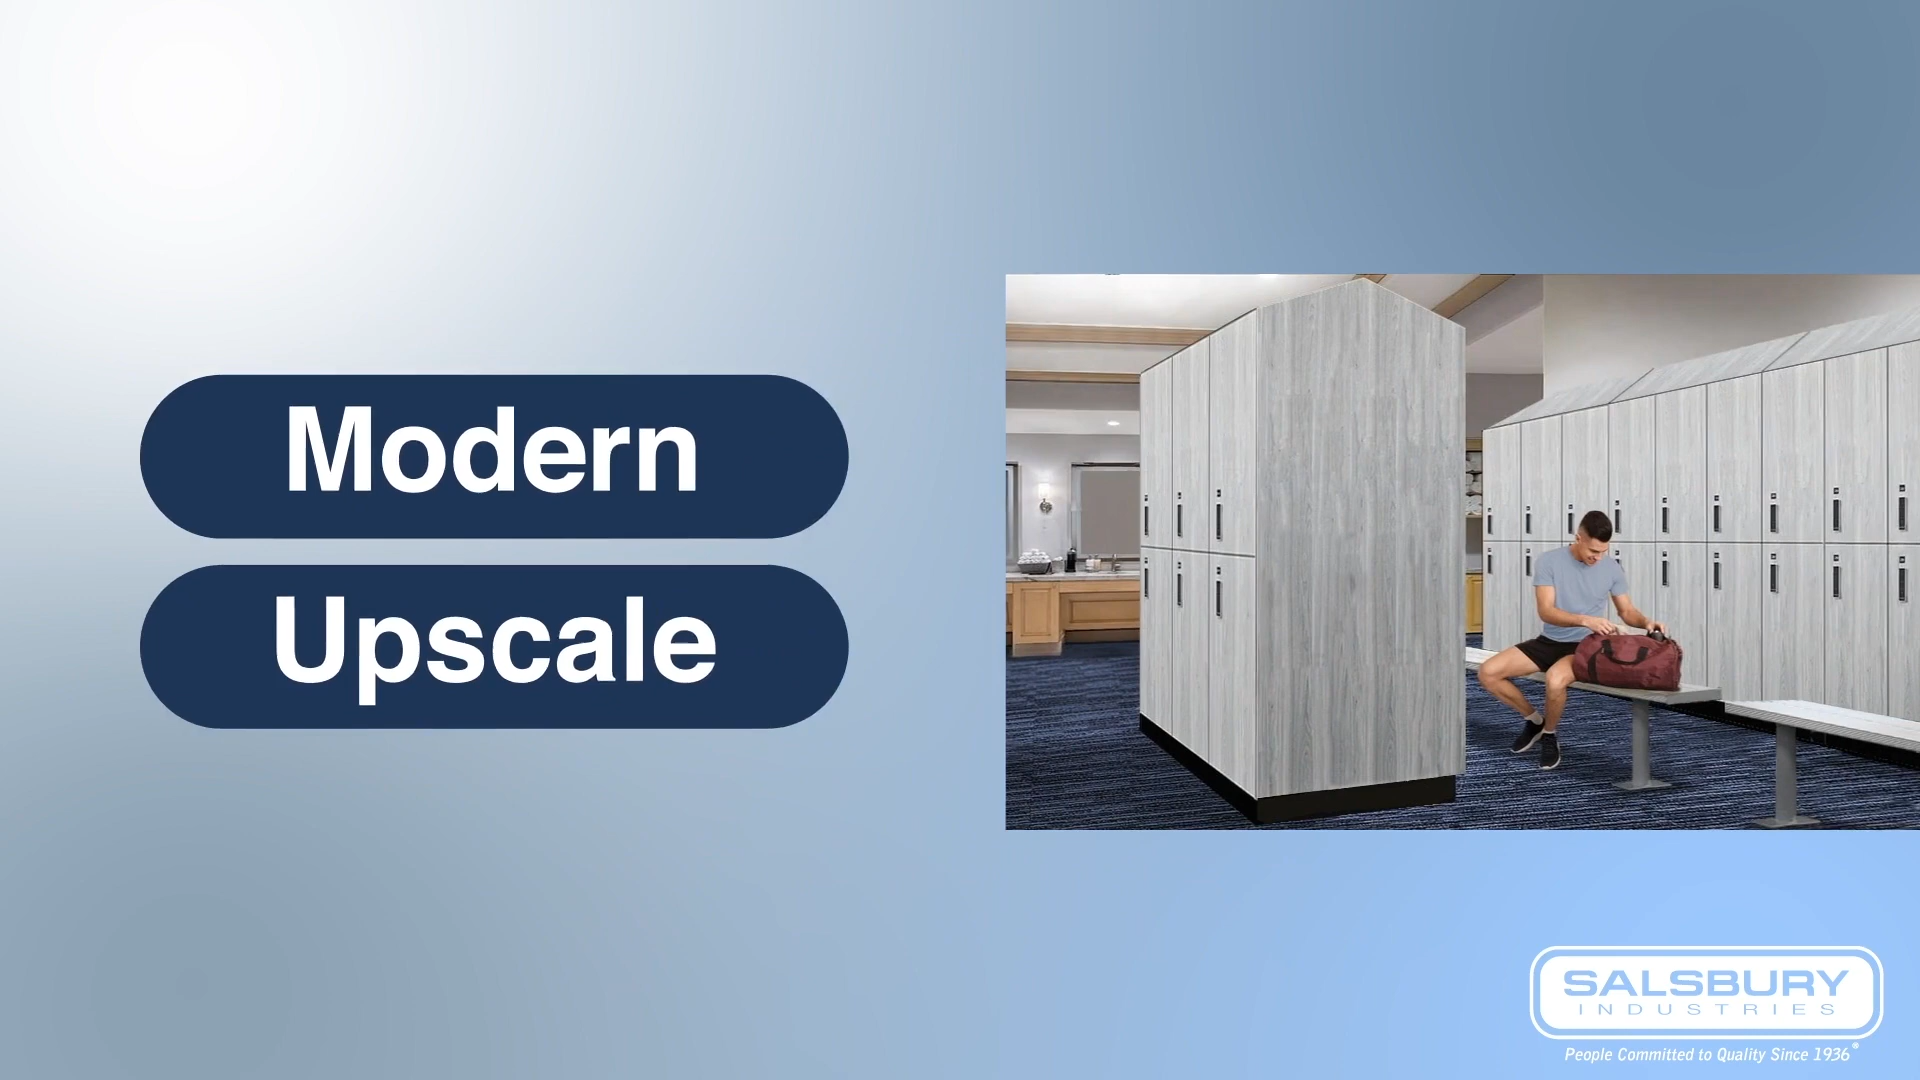 Modern
Upscale
SALSBURY
INDUSTRIES
People Committed to Quality Since 1936®